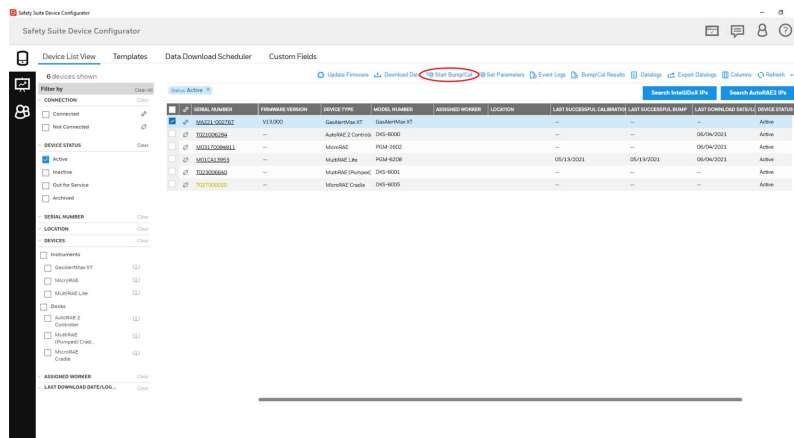 Safety Suite Device Configurator
Safety Suite Device Configurator
Device List View Templates Data Download Scheduler Custom Fields
6 devices shown
Update Firmware Download Data Start Bump/Cal Set Parameters Event Logs Bump/Cal Results Datalogs Export Datalogs Columns Refresh
Filter by Clear All
Status Active ×
Search IntelliDoX IPs Search AutoRAE2 IPs
CONNECTION Clear
Connected
Not Connected
DEVICE STATUS Clear
Active
Inactive
Out for Service
Archived
SERIAL NUMBER Clear
LOCATION Clear
DEVICES Clear
Instruments
GasAlertMax XT (1)
MicroRAE (1)
MultiRAE Lite (1)
Docks
AutoRAE 2 Controller (1)
MultiRAE (Pumped) Crad.. (1)
MicroRAE Cradle (1)
ASSIGNED WORKER Clear
LAST DOWNLOAD DATE/LOG ... Clear
SERIAL NUMBER FIRMWARE VERSION DEVICE TYPE MODEL NUMBER ASSIGNED WORKER LOCATION LAST SUCCESSFUL CALIBRATION LAST SUCCESSFUL BUMP LAST DOWNLOAD DATE/LC DEVICE STATUS
MA221-002767 V13.000 GasAlertMax XT GasAlertMax XT -- -- -- Active
T021006284 -- AutoRAE 2 Controll DKS-6000 -- -- 06/04/2021 Active
M03170094911 -- MicroRAE PGM-2602 -- -- 06/04/2021 Active
M01CA13953 -- MultiRAE Lite PGM-6208 05/13/2021 05/13/2021 06/04/2021 Active
T023006640 -- MultiRAE (Pumped) DKS-6001 -- -- -- Active
T027000020 -- MicroRAE Cradle DKS-6005 -- -- -- Active